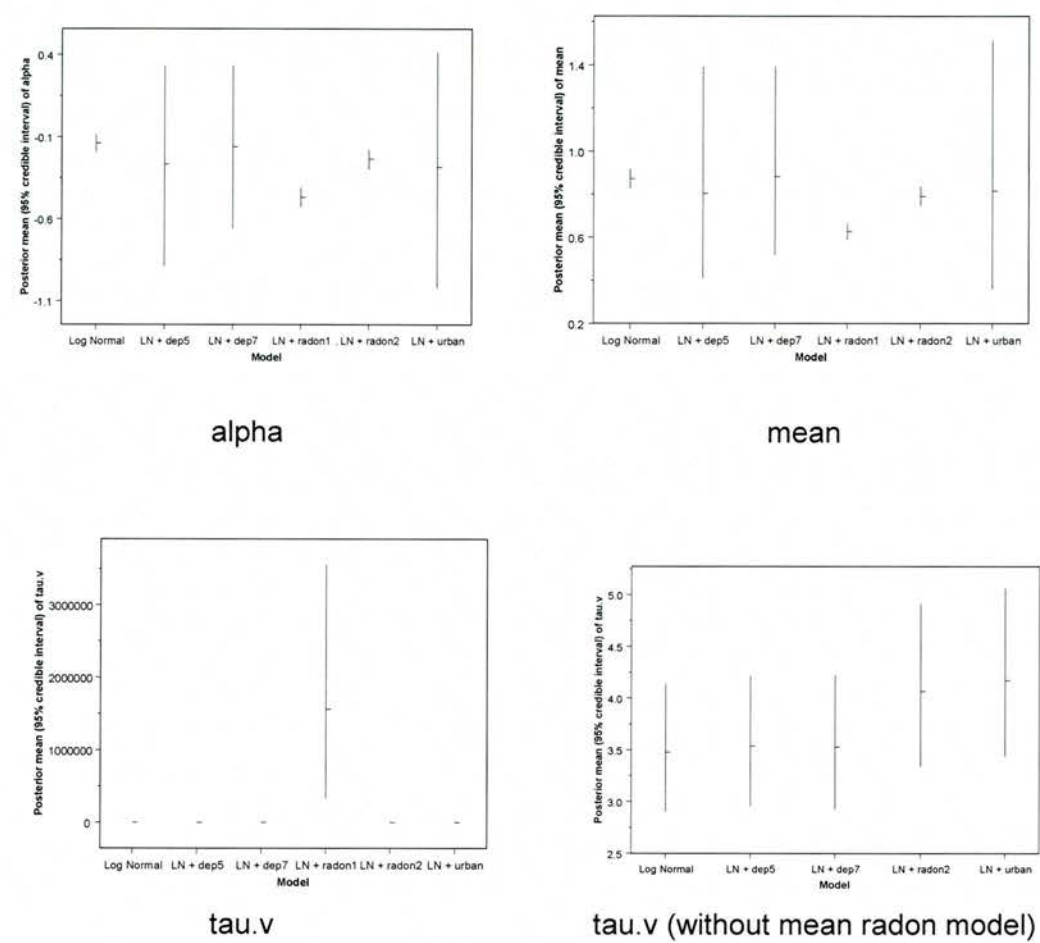 Posterior mean (95% credible interval) of alpha
0.4
-0.1
-0.6
-1.1
Log Normal LN + dep5 LN + dep7 LN + radon1 LN + radon2 LN + urban
Model
alpha
Posterior mean (95% credible interval) of mean
1.4
1.0
0.6
0.2
Log Normal LN + dep5 LN + dep7 LN + radon1 LN + radon2 LN + urban
Model
mean
Posterior mean (95% credible interval) of tau.v
3000000
2000000
1000000
0
Log Normal LN + dep5 LN + dep7 LN + radon1 LN + radon2 LN + urban
Model
tau.v
Posterior mean (95% credible interval) of tau.v
5.0
4.5
4.0
3.5
3.0
2.5
Log Normal LN + dep5 LN + dep7 LN + radon2 LN + urban
Model
tau.v (without mean radon model)